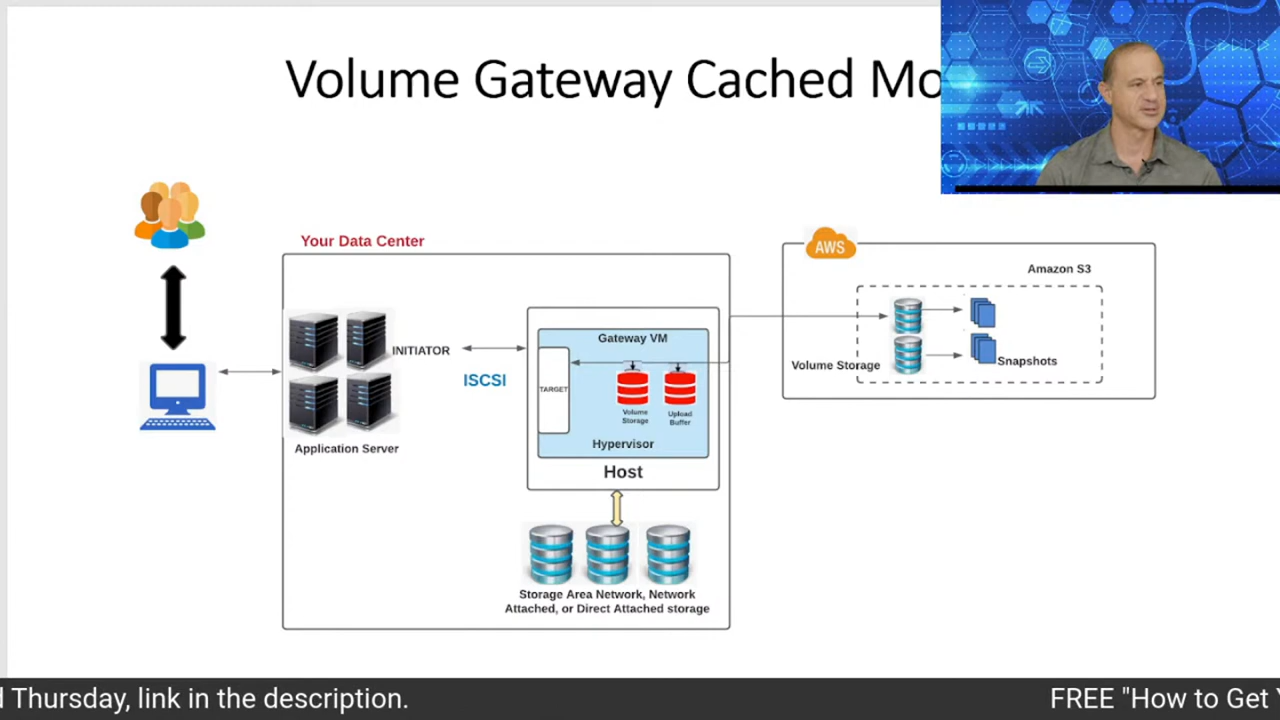 Volume Gateway Cached Mo
Your Data Center
AWS
Amazon S3
INITIATOR
ISCSI
Gateway VM
TARGET
Volume
Storage
Upload
Buffer
Hypervisor
Host
Volume Storage
Snapshots
Application Server
Storage Area Network, Network
Attached, or Direct Attached storage
Thursday, link in the description.
FREE "How to Get